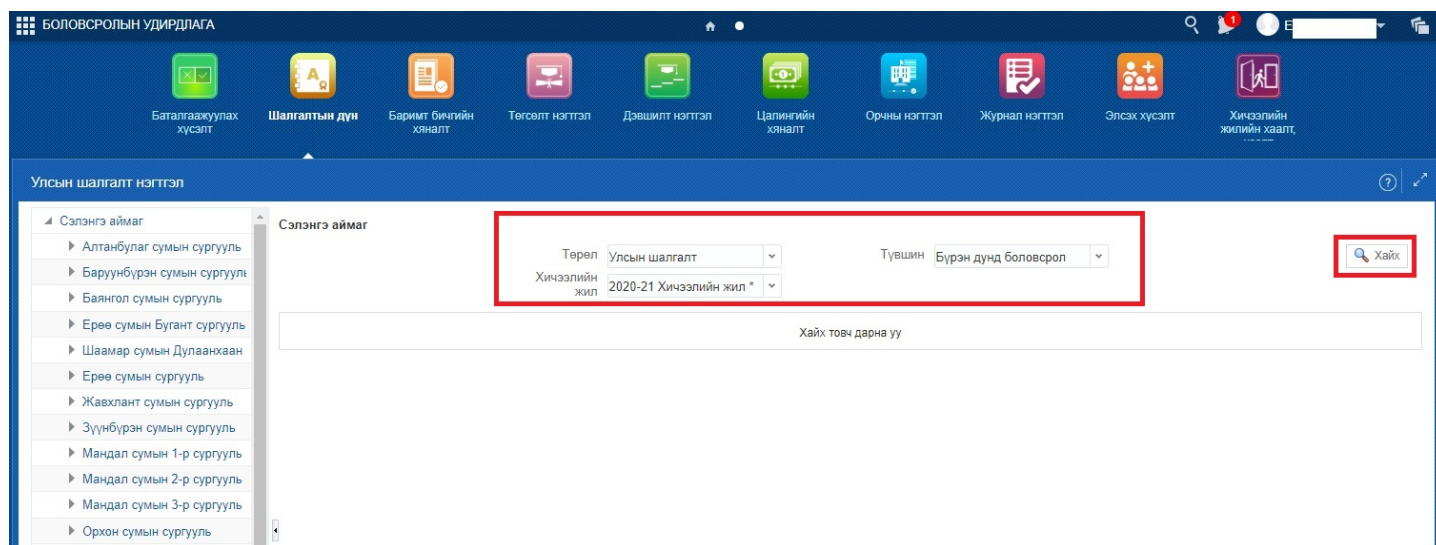 БОЛОВСРОЛЫН УДИРДЛАГА
1
E
Баталгаажуулах
хүсэлт
Шалгалтын дүн
Баримт бичгийн
хяналт
Төгсөлт нэгтгэл
Дэвшилт нэгтгэл
Цалингийн
хяналт
Орчны нэгтгэл
Журнал нэгтгэл
Элсэх хүсэлт
Хичээлийн
жилийн хаалт,
Улсын шалгалт нэгтгэл
Сэлэнгэ аймаг
Алтанбулаг сумын сургууль
Баруунбүрэн сумын сургууль
Баянгол сумын сургууль
Ерөө сумын Бугант сургууль
Шаамар сумын Дулаанхаан
Ерөө сумын сургууль
Жавхлант сумын сургууль
Зүүнбүрэн сумын сургууль
Мандал сумын 1-р сургууль
Мандал сумын 2-р сургууль
Мандал сумын 3-р сургууль
Орхон сумын сургууль
Сэлэнгэ аймаг
Төрөл Улсын шалгалт
Түвшин Бүрэн дунд боловсрол
Хичээлийн
жил 2020-21 Хичээлийн жил *
Хайх
Хайх товч дарна уу